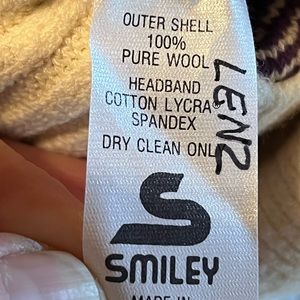 OUTER SHELL
100%
PURE WOOL
HEADBAND
COTTON LYCRA
SPANDEX
DRY CLEAN ONL
LENZ
SMILEY
MADE IN